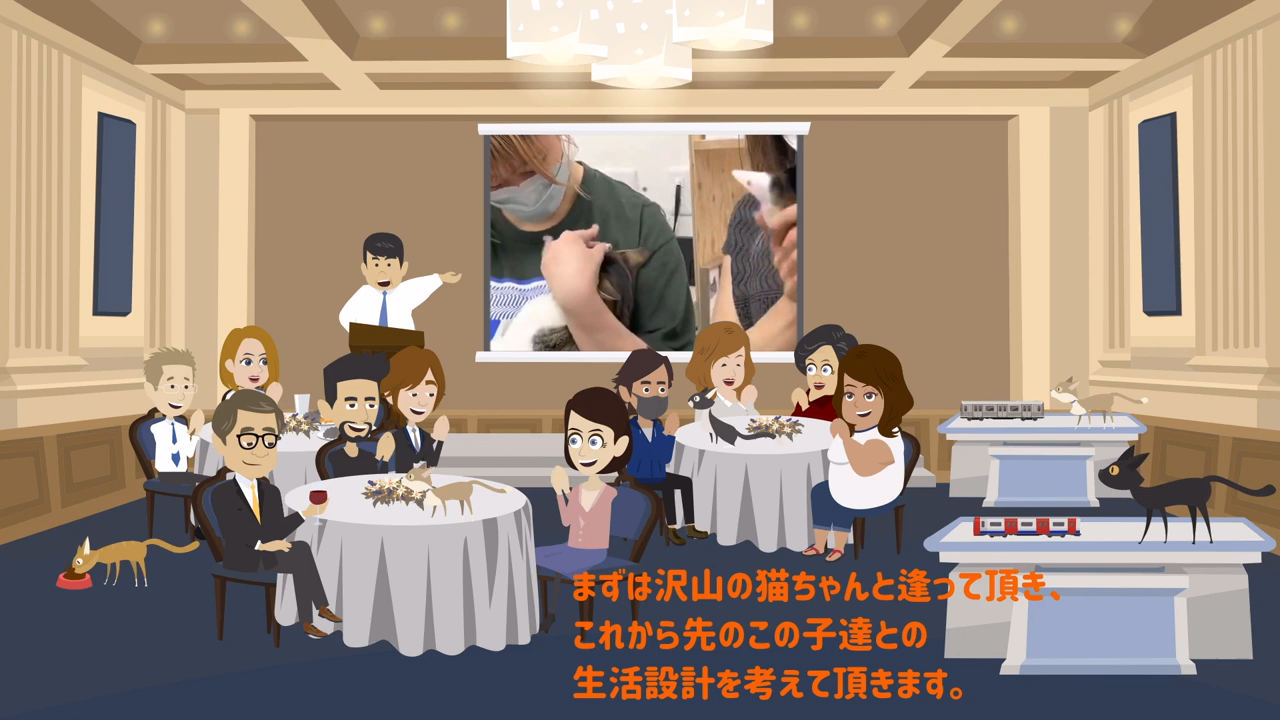 まずは沢山の猫ちゃんと逢って頂き、
これから先のこの子達との
生活設計を考えて頂きます。